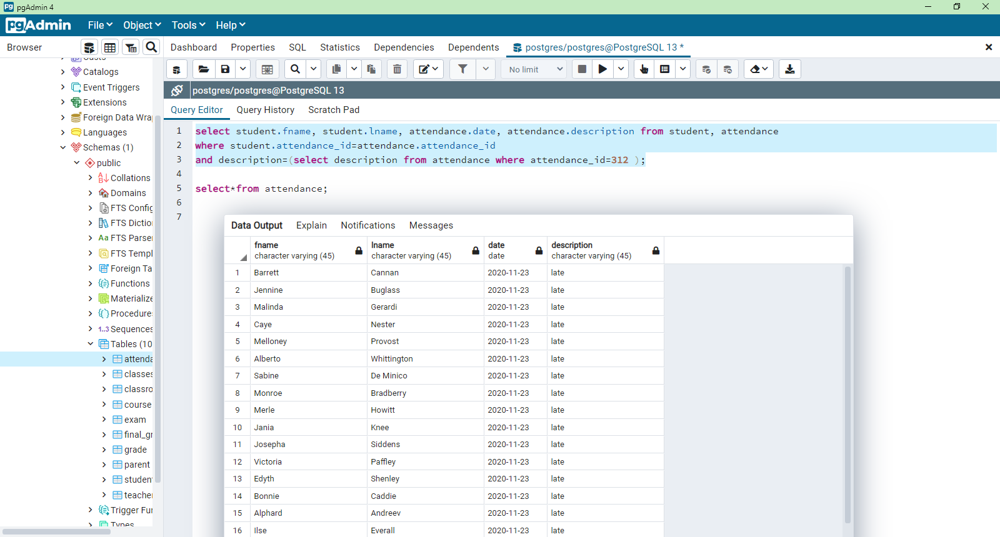 pgAdmin 4
pgAdmin File Object Tools Help
Browser
Dashboard Properties SQL Statistics Dependencies Dependents postgres/postgres@PostgreSQL 13 *
No limit
postgres/postgres@PostgreSQL 13
Query Editor Query History Scratch Pad
Casts
Catalogs
Event Triggers
Extensions
Foreign Data Wra
Languages
Schemas (1)
public
Collations
Domains
FTS Config
FTS Dictio
FTS Parse
FTS Templ
Foreign Ta
Functions
Materialize
Procedure
1..3 Sequences
Tables (10
attenda
classes
classro
course
exam
final_gr
grade
parent
studen
teache
Trigger Fu
Types
1 select student.fname, student.lname, attendance.date, attendance.description from student, attendance
2 where student.attendance_id=attendance.attendance_id
3 and description=(select description from attendance where attendance_id=312 );
4
5 select*from attendance;
6
7
Data Output Explain Notifications Messages
fname lname date description
character varying (45) character varying (45) date character varying (45)
1 Barrett Cannan 2020-11-23 late
2 Jennine Buglass 2020-11-23 late
3 Malinda Gerardi 2020-11-23 late
4 Caye Nester 2020-11-23 late
5 Melloney Provost 2020-11-23 late
6 Alberto Whittington 2020-11-23 late
7 Sabine De Minico 2020-11-23 late
8 Monroe Bradberry 2020-11-23 late
9 Merle Howitt 2020-11-23 late
10 Jania Knee 2020-11-23 late
11 Josepha Siddens 2020-11-23 late
12 Victoria Paffley 2020-11-23 late
13 Edyth Shenley 2020-11-23 late
14 Bonnie Caddie 2020-11-23 late
15 Alphard Andreev 2020-11-23 late
16 Ilse Everall 2020-11-23 late